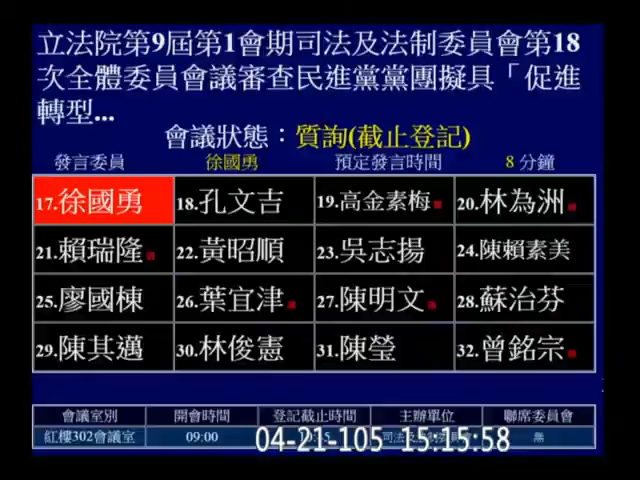 立法院第9屆第1會期司法及法制委員會第18
次全體委員會議審查民進黨黨團擬具「促進
轉型...
會議狀態：質詢(截止登記)
發言委員 徐國勇 預定發言時間 8 分鐘
17.徐國勇 18.孔文吉 19.高金素梅 20.林為洲
21.賴瑞隆 22.黃昭順 23.吳志揚 24.陳賴素美
25.廖國棟 26.葉宜津 27.陳明文 28.蘇治芬
29.陳其邁 30.林俊憲 31.陳瑩 32.曾銘宗
會議室別 開會時間 登記截止時間 主辦單位 聯席委員會
紅樓302會議室 09:00 無
04-21-105 15:15:58